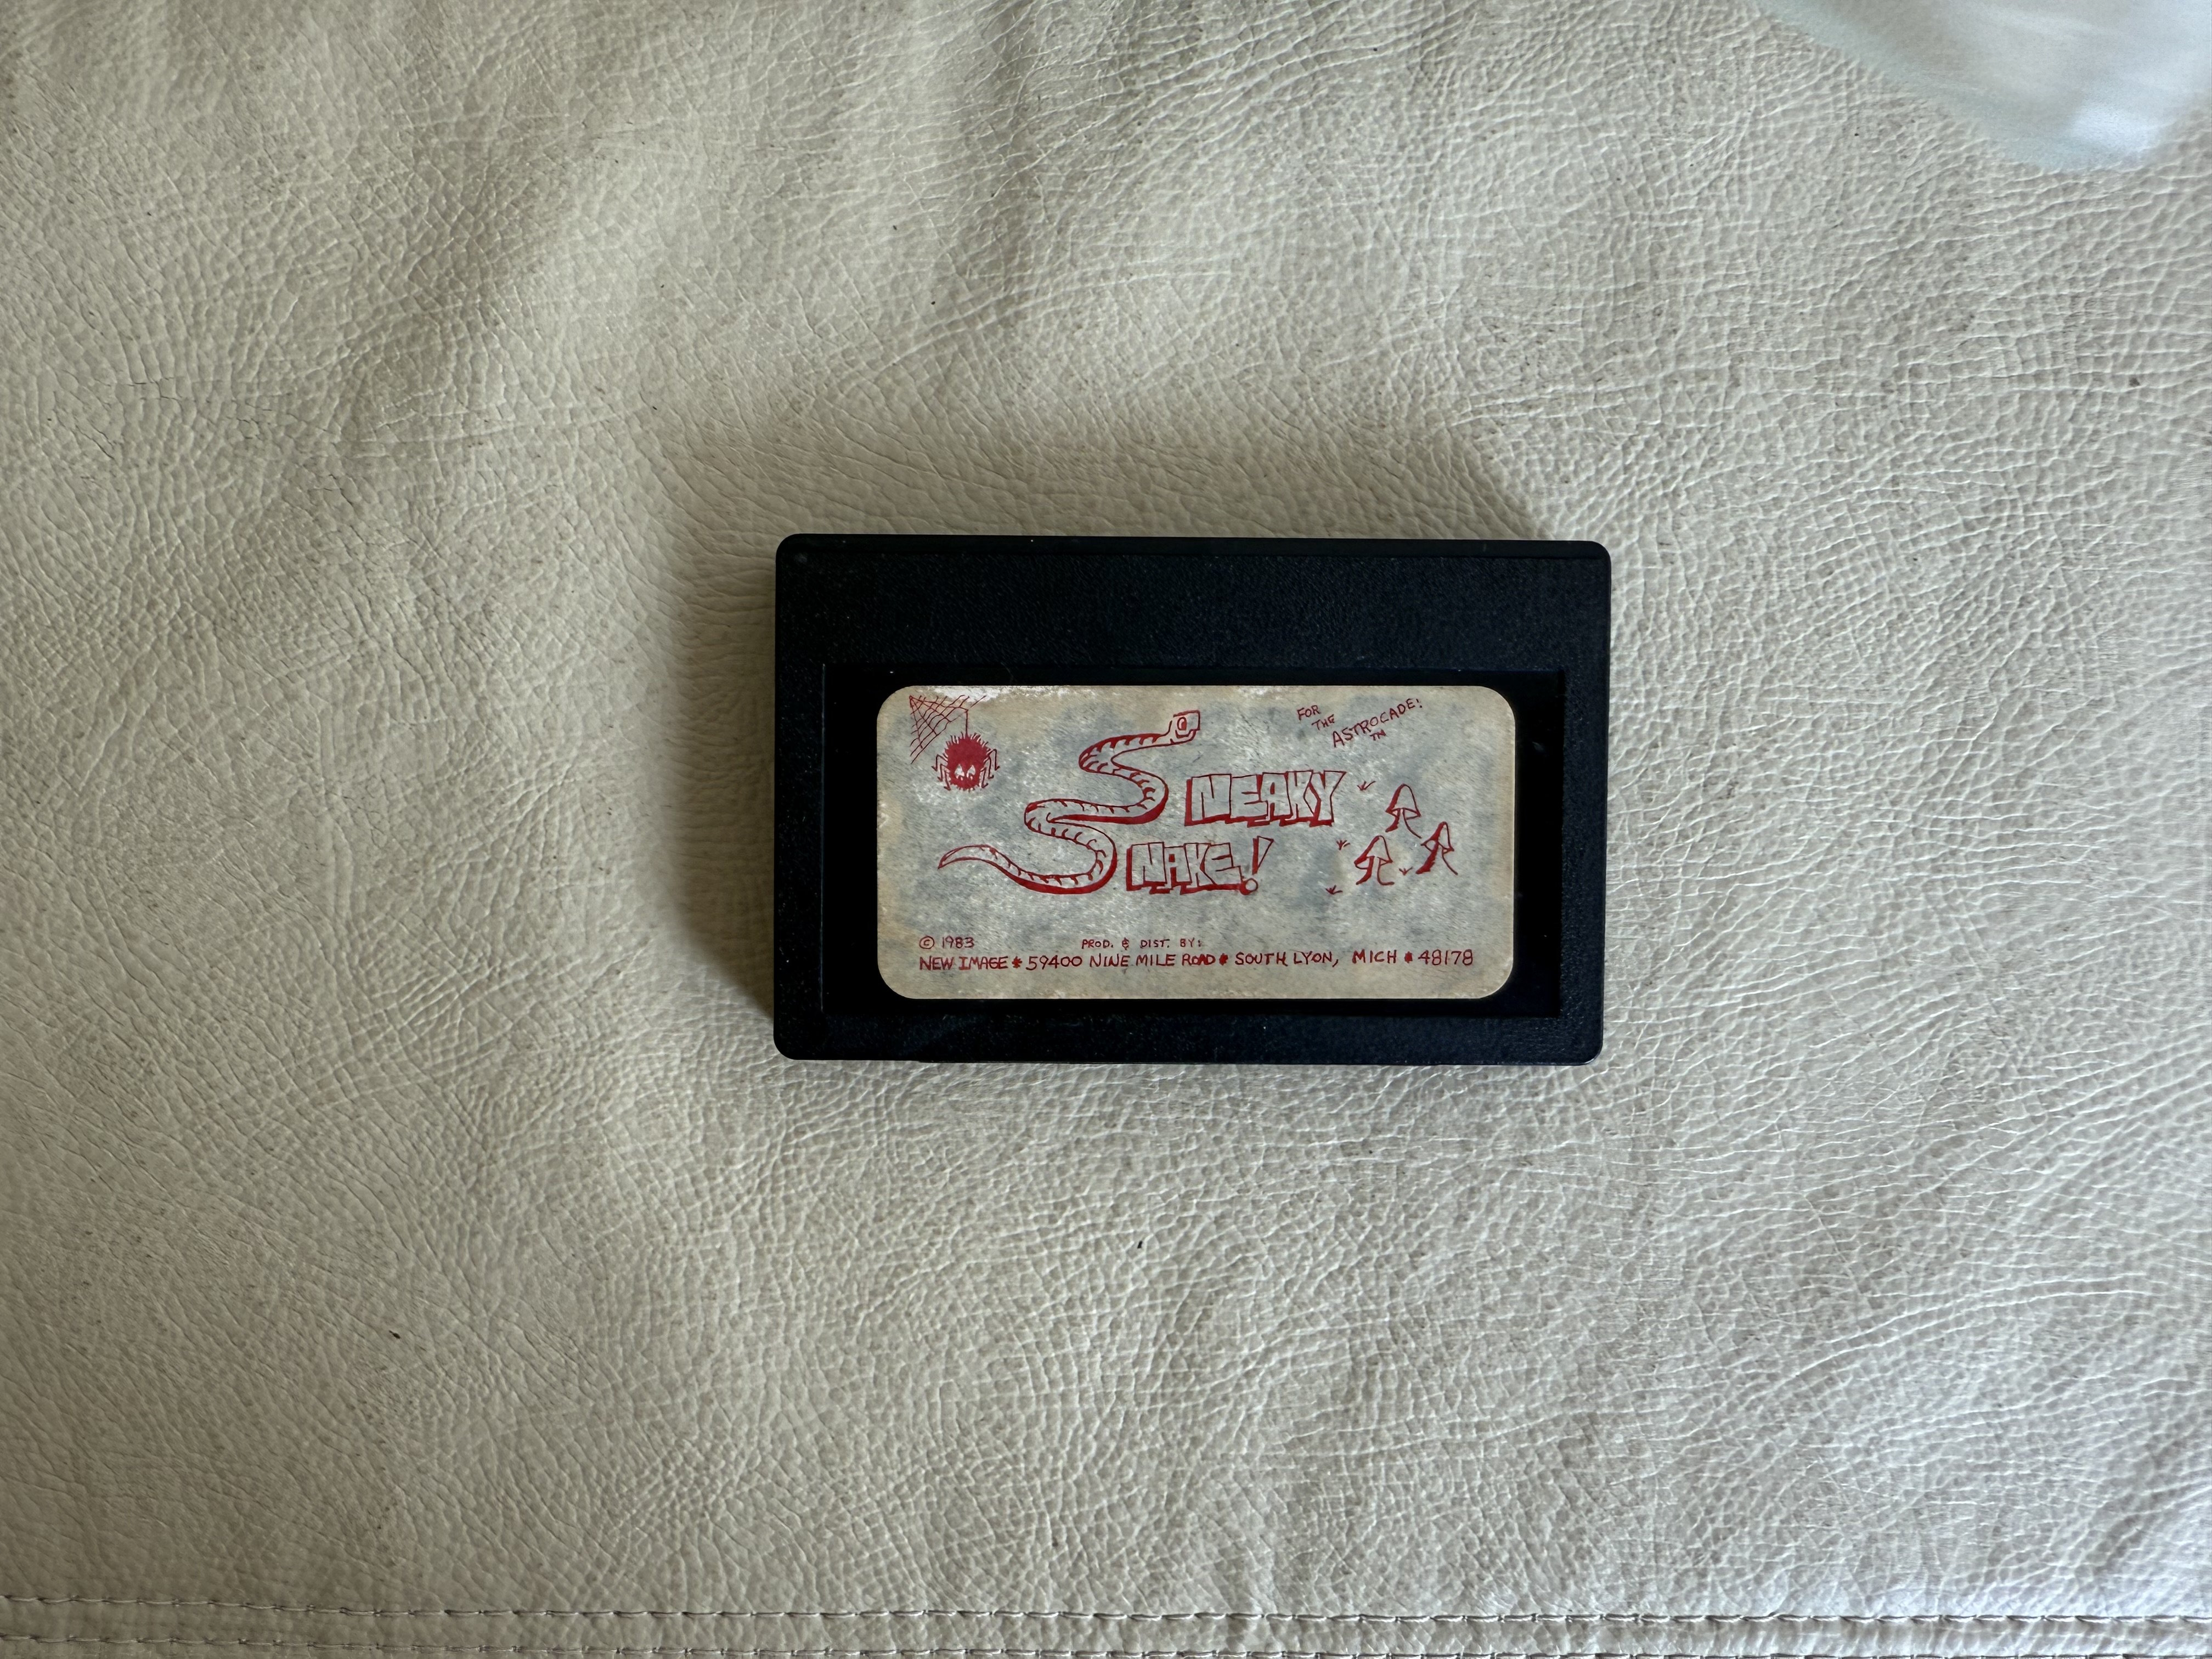 FOR
THE
ASTROCADE!
TM
SNEAKY
SNAKE!
© 1983
PROD. & DIST. BY:
NEW IMAGE * 59400 NINE MILE ROAD * SOUTH LYON, MICH * 48178